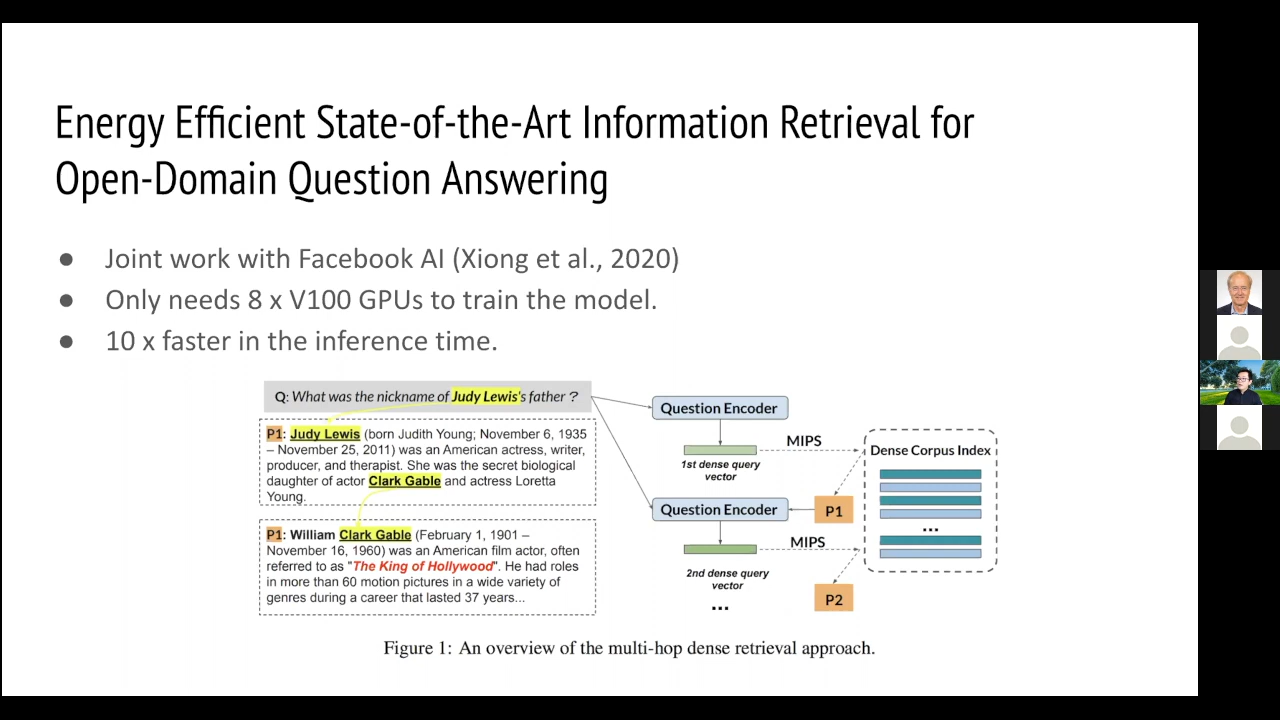 Energy Efficient State-of-the-Art Information Retrieval for
Open-Domain Question Answering
● Joint work with Facebook AI (Xiong et al., 2020)
● Only needs 8 x V100 GPUs to train the model.
● 10 x faster in the inference time.
Q: What was the nickname of Judy Lewis's father ?
P1: Judy Lewis (born Judith Young; November 6, 1935
– November 25, 2011) was an American actress, writer,
producer, and therapist. She was the secret biological
daughter of actor Clark Gable and actress Loretta
Young.
P1: William Clark Gable (February 1, 1901 –
November 16, 1960) was an American film actor, often
referred to as "The King of Hollywood". He had roles
in more than 60 motion pictures in a wide variety of
genres during a career that lasted 37 years...
Question Encoder
MIPS
1st dense query
vector
Question Encoder
P1
MIPS
2nd dense query
vector
...
P2
Dense Corpus Index
...
Figure 1: An overview of the multi-hop dense retrieval approach.